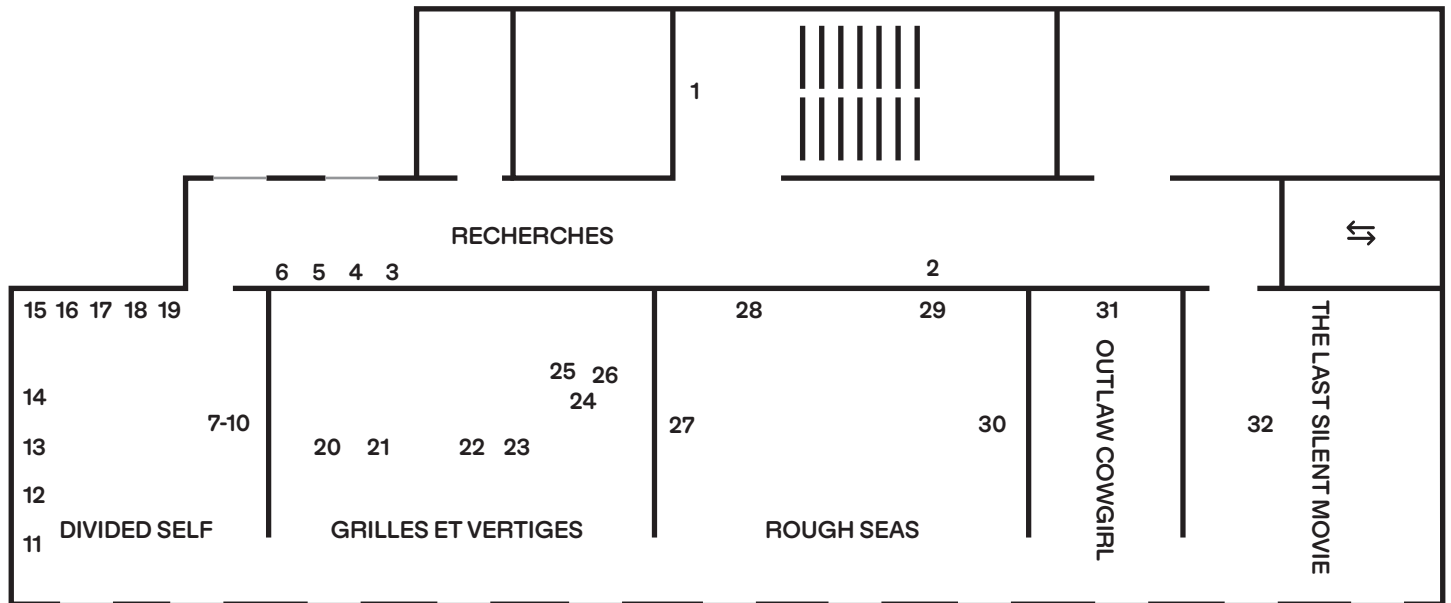 1
RECHERCHES
6 5 4 3
2
15 16 17 18 19
28
29
31
25 26
24
14
7-10
27
30
32
13
20 21
22 23
12
11
DIVIDED SELF
GRILLES ET VERTIGES
ROUGH SEAS
OUTLAW COWGIRL
THE LAST SILENT MOVIE